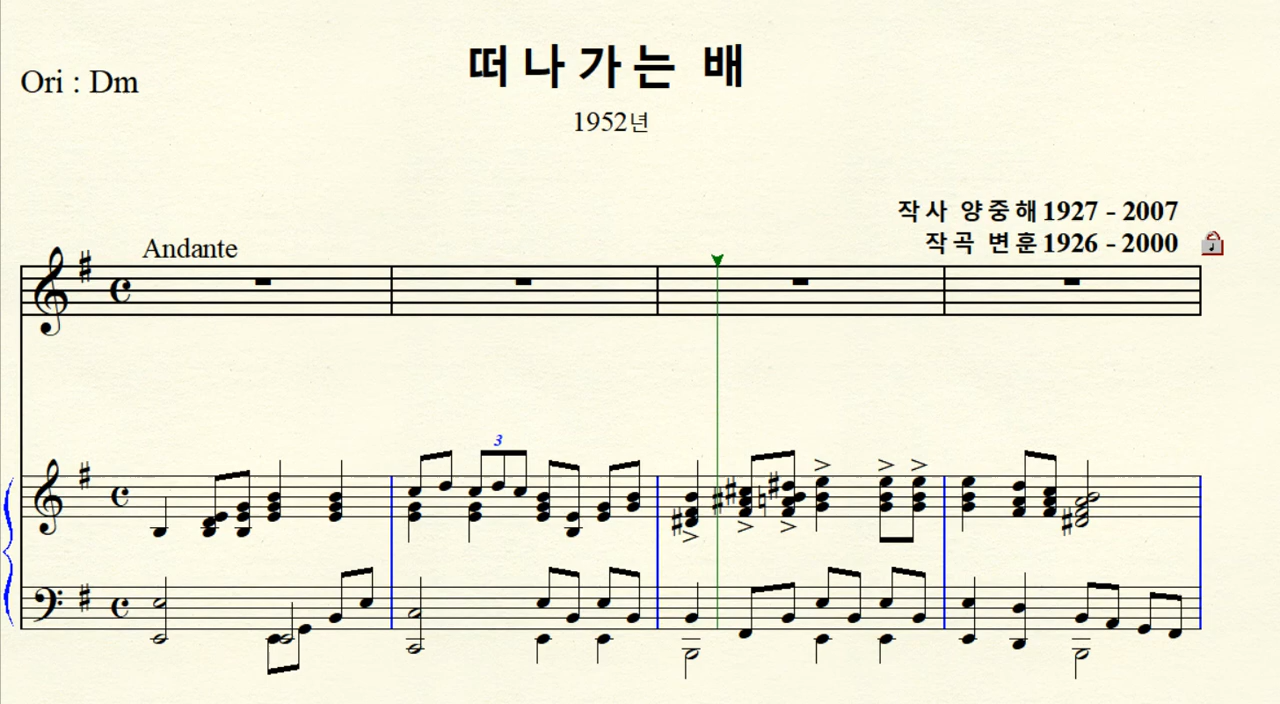 떠나가는 배
Ori : Dm
1952년
작사 양중해 1927 - 2007
작곡 변훈 1926 - 2000
Andante
3